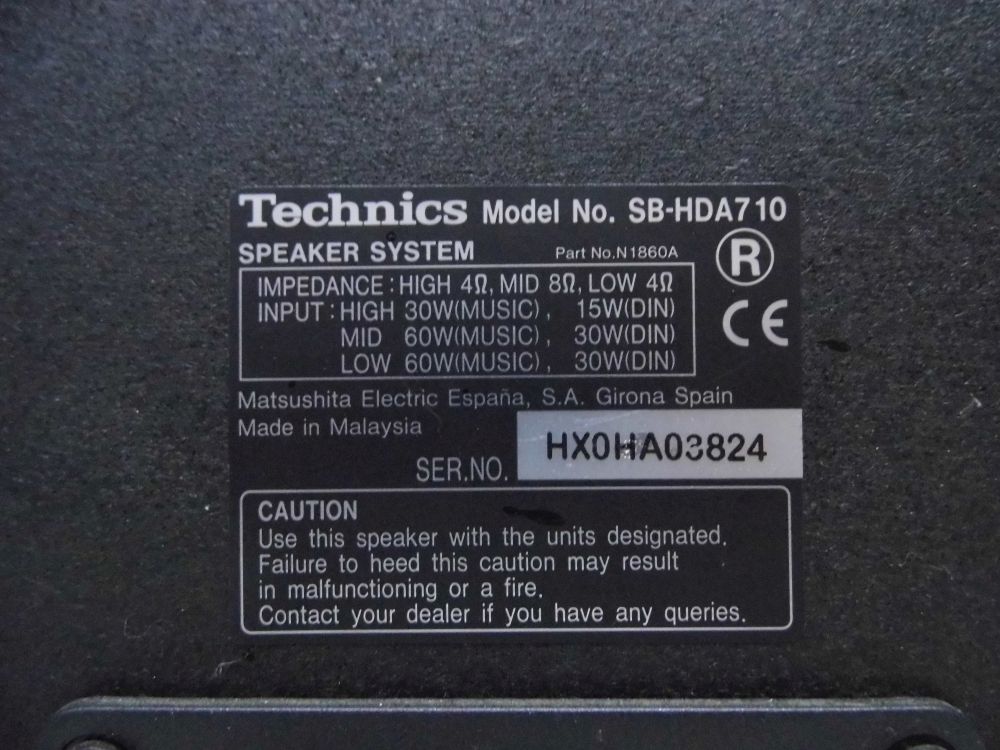 Technics Model No. SB-HDA710
SPEAKER SYSTEM Part No.N1860A
R
IMPEDANCE : HIGH 4Ω, MID 8Ω, LOW 4Ω
INPUT : HIGH 30W(MUSIC), 15W(DIN)
MID 60W(MUSIC), 30W(DIN)
LOW 60W(MUSIC), 30W(DIN)
CE
Matsushita Electric España, S.A. Girona Spain
Made in Malaysia
SER.NO. HX0HA03824
CAUTION
Use this speaker with the units designated.
Failure to heed this caution may result
in malfunctioning or a fire.
Contact your dealer if you have any queries.